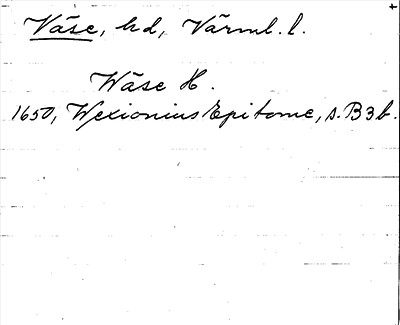 Väse, hd, Värml. l.
Wäse H.
1650, Wexionius Epitome, s. B3b.